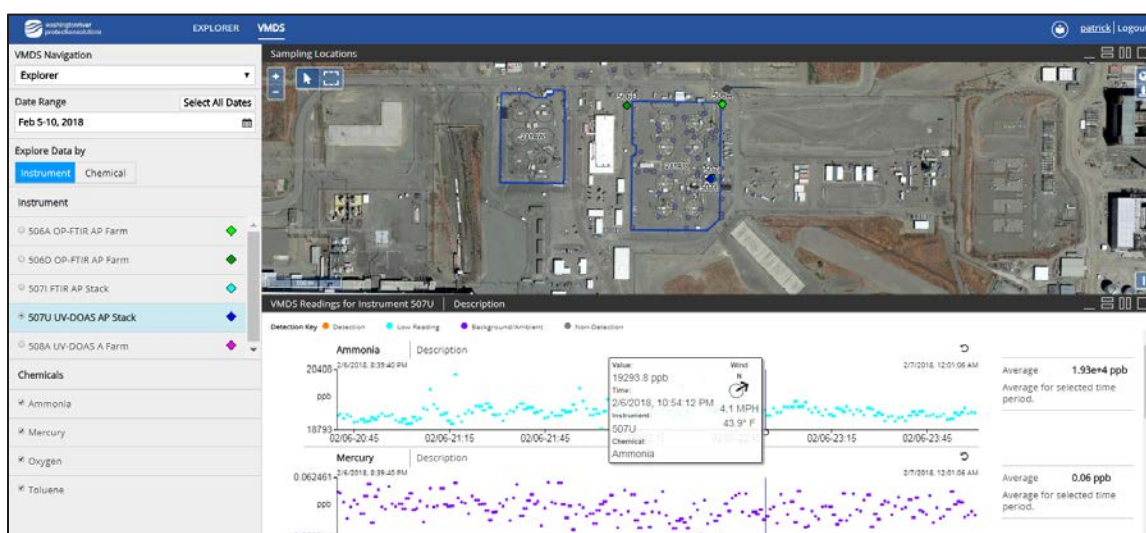 washingtonriver
protectionsolutions
EXPLORER
VMDS
patrick | Logout
VMDS Navigation
Explorer
Date Range
Select All Dates
Feb 5-10, 2018
Explore Data by
Instrument
Chemical
Instrument
506A OP-FTIR AP Farm
506D OP-FTIR AP Farm
507I FTIR AP Stack
507U UV-DOAS AP Stack
508A UV-DOAS A Farm
Chemicals
Ammonia
Mercury
Oxygen
Toluene
Sampling Locations
VMDS Readings for Instrument 507U | Description
Detection Key
Detection
Low Reading
Background/Ambient
Non-Detection
Ammonia
Description
2/6/2018, 8:39:40 PM
2/7/2018, 12:01:06 AM
20408
ppb
18793
02/06-20:45
02/06-21:15
02/06-21:45
02/06-23:15
02/06-23:45
Value:
19293.8 ppb
Time:
2/6/2018, 10:54:12 PM
Instrument:
507U
Chemical:
Ammonia
Wind
N
4.1 MPH
43.9° F
Average
1.93e+4 ppb
Average for selected time
period.
Mercury
Description
2/6/2018, 8:39:40 PM
2/7/2018, 12:01:06 AM
0.062461
ppb
Average
0.06 ppb
Average for selected time
period.